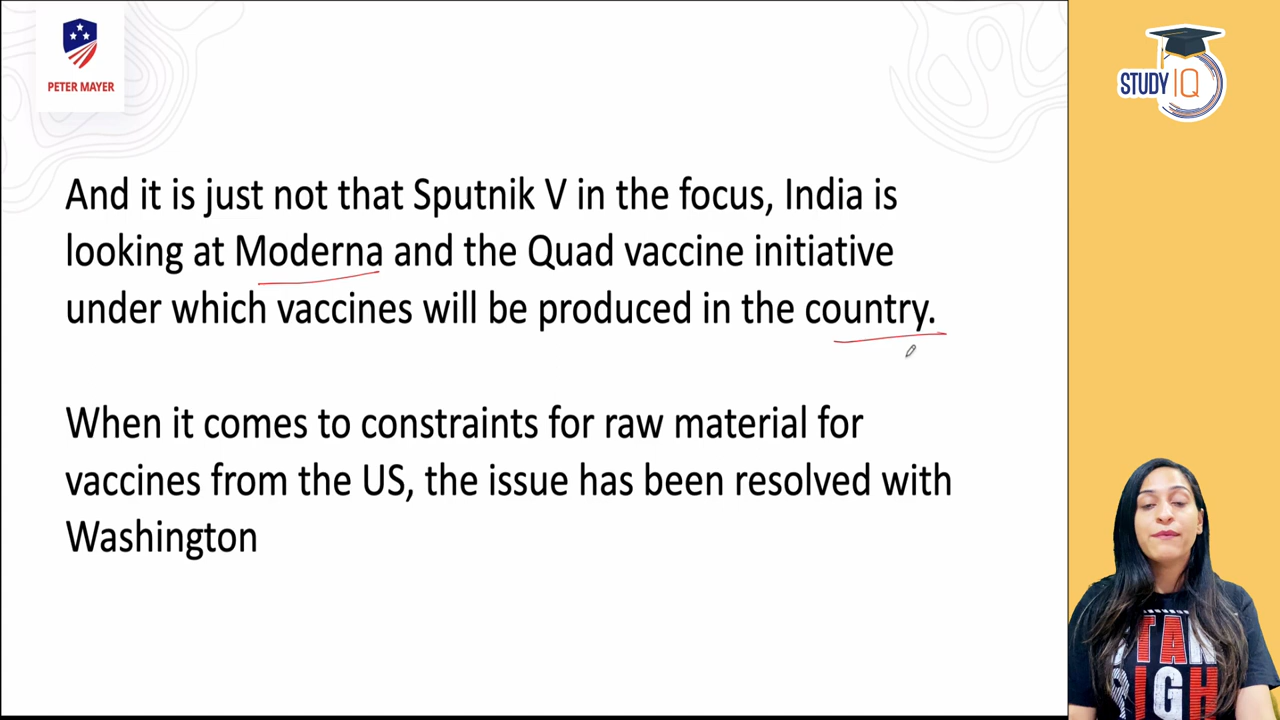 PETER MAYER
STUDY IQ
And it is just not that Sputnik V in the focus, India is
looking at Moderna and the Quad vaccine initiative
under which vaccines will be produced in the country.
When it comes to constraints for raw material for
vaccines from the US, the issue has been resolved with
Washington